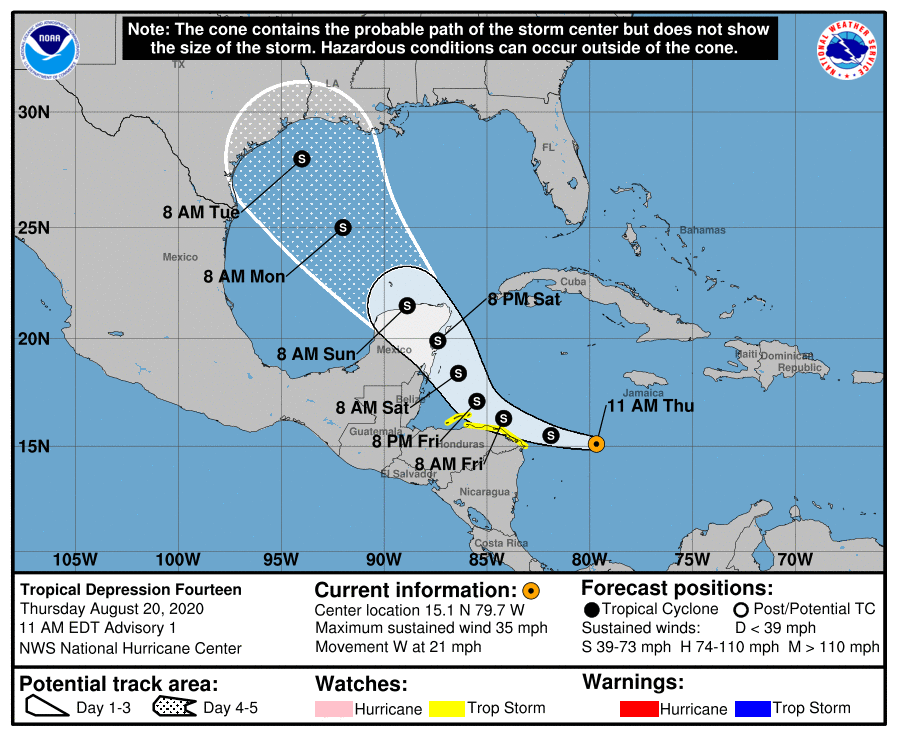 Note: The cone contains the probable path of the storm center but does not show
the size of the storm. Hazardous conditions can occur outside of the cone.
NOAA
NATIONAL WEATHER SERVICE
TX
LA
30N
FL
8 AM Tue
25N
Bahamas
Mexico
8 AM Mon
Cuba
8 PM Sat
20N
8 AM Sun
Mexico
Haiti
Dominican
Republic
Jamaica
8 AM Sat
Belize
11 AM Thu
Guatemala
8 PM Fri
Honduras
15N
8 AM Fri
El Salvador
Nicaragua
Costa Rica
105W
100W
95W
90W
85W
80W
75W
70W
S
S
S
S
S
S
S
S
Tropical Depression Fourteen
Thursday August 20, 2020
11 AM EDT Advisory 1
NWS National Hurricane Center
Current information:
Center location 15.1 N 79.7 W
Maximum sustained wind 35 mph
Movement W at 21 mph
Forecast positions:
Tropical Cyclone Post/Potential TC
Sustained winds: D < 39 mph
S 39-73 mph H 74-110 mph M > 110 mph
Potential track area:
Day 1-3 Day 4-5
Watches:
Hurricane Trop Storm
Warnings:
Hurricane Trop Storm